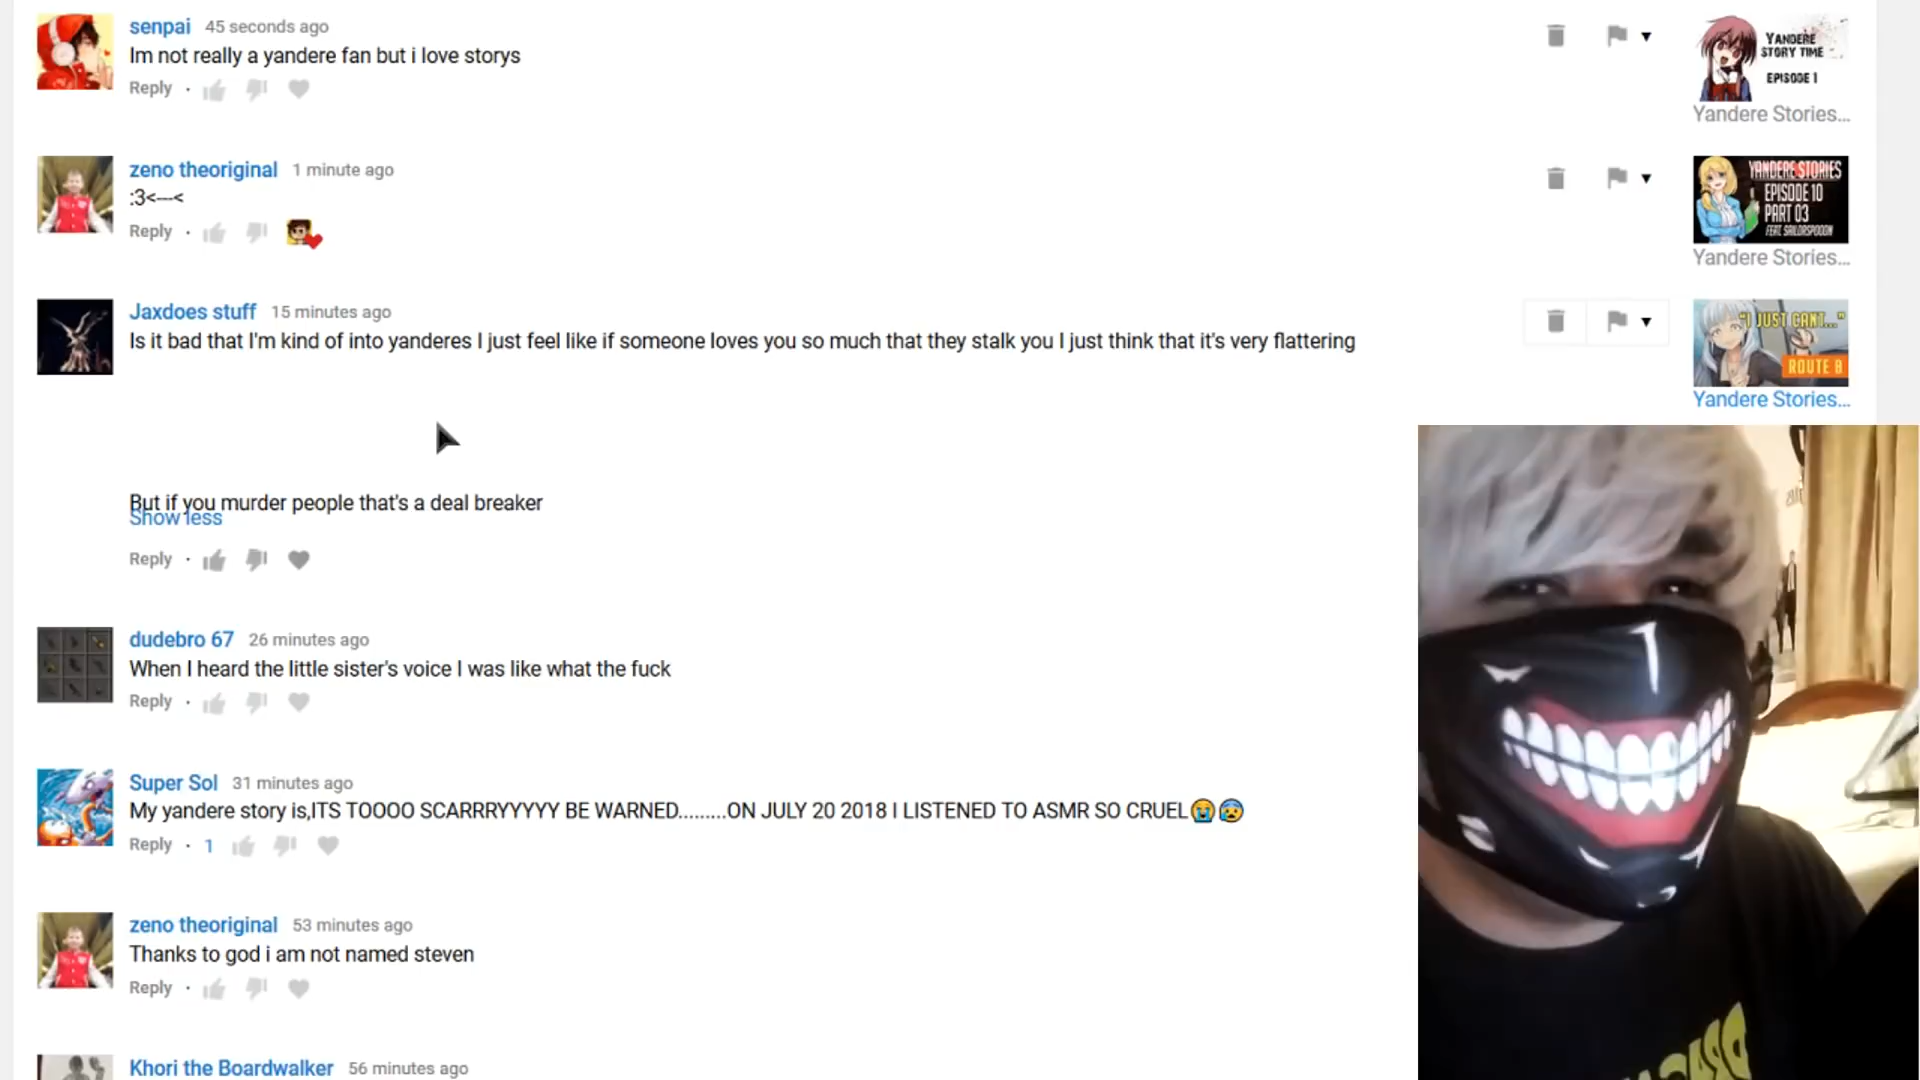 senpai 45 seconds ago
Im not really a yandere fan but i love storys
Reply
YANDERE
STORY TIME
EPISODE 1
Yandere Stories...
zeno theoriginal 1 minute ago
:3<---<
Reply
YANDERE STORIES
EPISODE 10
PART 03
FEAT. SAILORSPOOON
Yandere Stories...
Jaxdoes stuff 15 minutes ago
Is it bad that I'm kind of into yanderes I just feel like if someone loves you so much that they stalk you I just think that it's very flattering
"I JUST CANT..."
ROUTE B
Yandere Stories...
But if you murder people that's a deal breaker
Show less
Reply
dudebro 67 26 minutes ago
When I heard the little sister's voice I was like what the fuck
Reply
Super Sol 31 minutes ago
My yandere story is,ITS TOOOO SCARRRYYYYY BE WARNED.........ON JULY 20 2018 I LISTENED TO ASMR SO CRUEL😭😰
Reply 1
zeno theoriginal 53 minutes ago
Thanks to god i am not named steven
Reply
Khori the Boardwalker 56 minutes ago